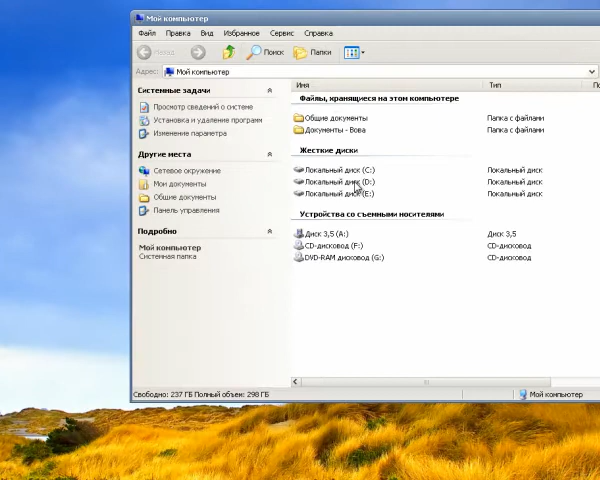 Мой компьютер
Файл Правка Вид Избранное Сервис Справка
Назад Поиск Папки
Адрес: Мой компьютер
Имя Тип По
Системные задачи
Просмотр сведений о системе
Установка и удаление программ
Изменение параметра
Другие места
Сетевое окружение
Мои документы
Общие документы
Панель управления
Подробно
Мой компьютер
Системная папка
Файлы, хранящиеся на этом компьютере
Общие документы Папка с файлами
Документы - Вова Папка с файлами
Жесткие диски
Локальный диск (C:) Локальный диск
Локальный диск (D:) Локальный диск
Локальный диск (E:) Локальный диск
Устройства со съемными носителями
Диск 3,5 (A:) Диск 3,5
CD-дисковод (F:) CD-дисковод
DVD-RAM дисковод (G:) CD-дисковод
Свободно: 237 ГБ Полный объем: 298 ГБ Мой компьютер